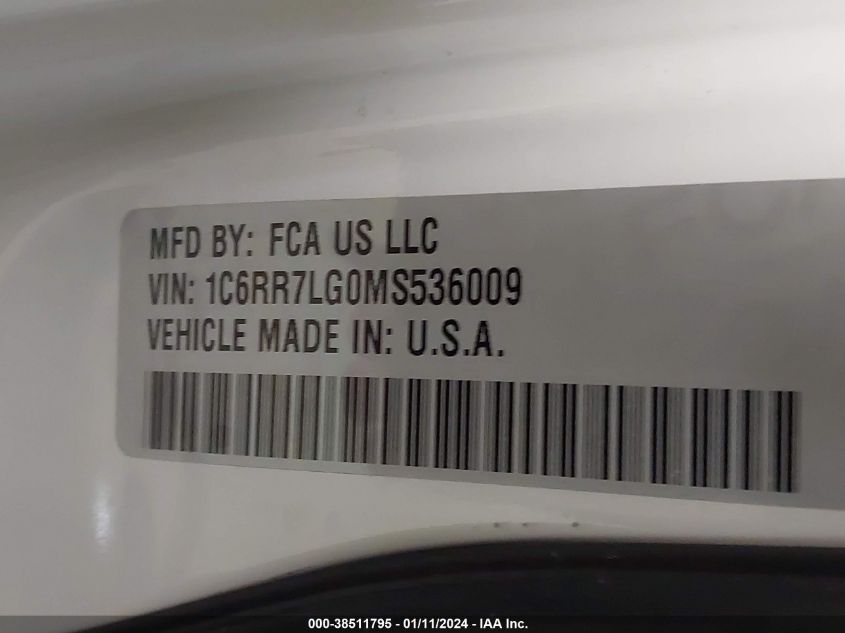 MFD BY: FCA US LLC
VIN: 1C6RR7LG0MS536009
VEHICLE MADE IN: U.S.A.
000-38511795 - 01/11/2024 - IAA Inc.